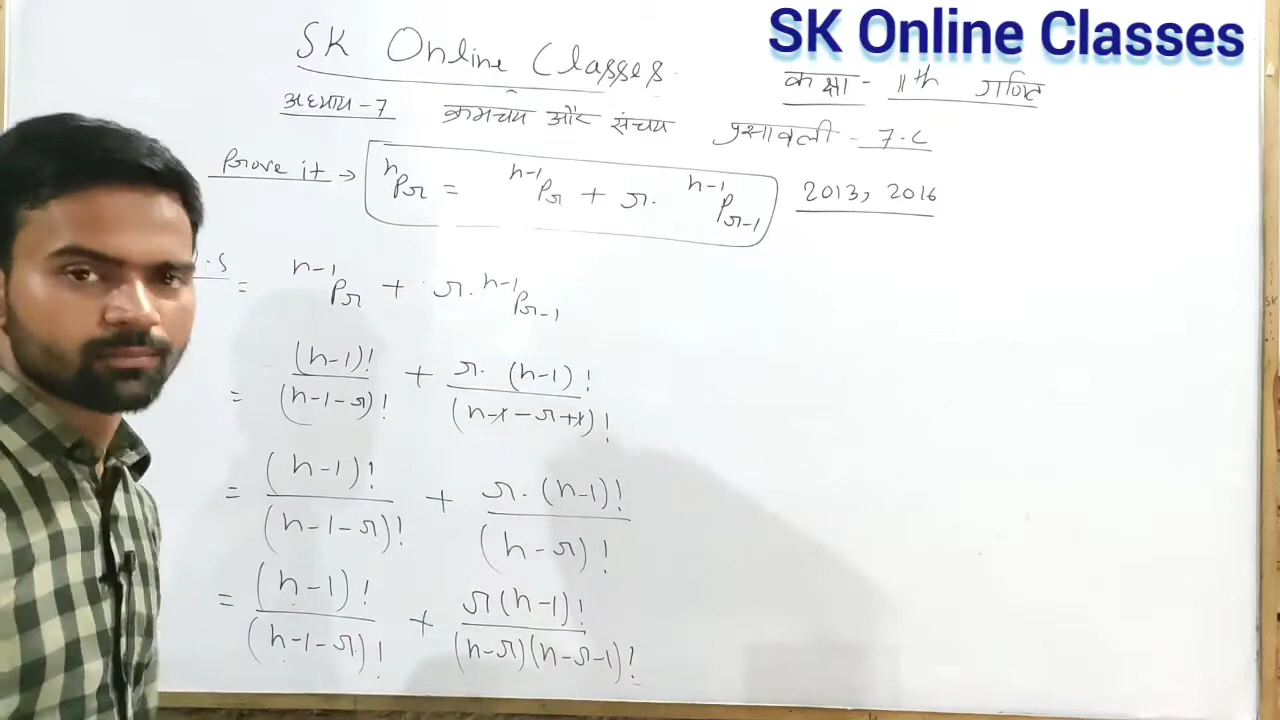 SK Online Classes
SK Online Classes
कक्षा - 11th गणित
अध्याय - 7 क्रमचय और संचय प्रश्नावली - 7.C
Prove it → ⁿPr = ⁿ⁻¹Pr + r. ⁿ⁻¹Pr-1 2013, 2016
.S = ⁿ⁻¹Pr + r. ⁿ⁻¹Pr-1
= (n-1)!/(n-1-r)! + r. (n-1)!/(n-1-r+1)!
= (n-1)!/(n-1-r)! + r. (n-1)!/(n-r)!
= (n-1)!/(n-1-r)! + r(n-1)!/(n-r)(n-r-1)!